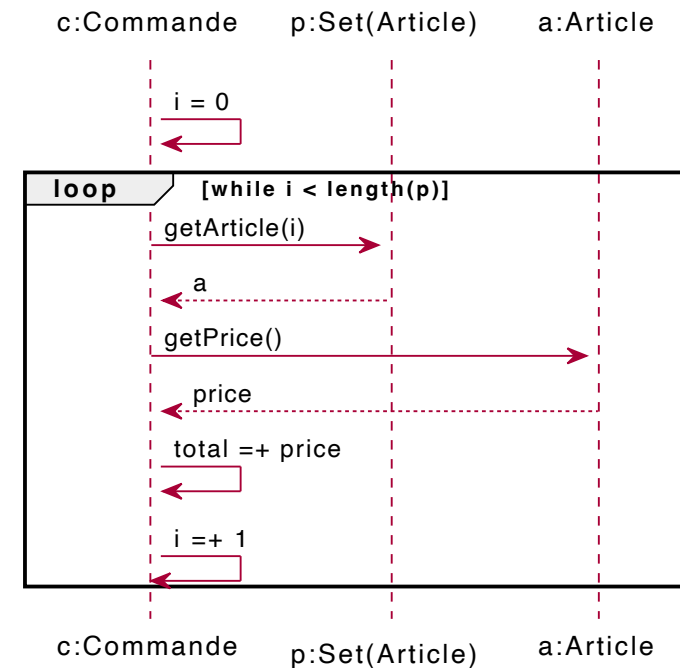 c:Commande p:Set(Article) a:Article
i = 0
loop [while i < length(p)]
getArticle(i)
a
getPrice()
price
total =+ price
i =+ 1
c:Commande p:Set(Article) a:Article